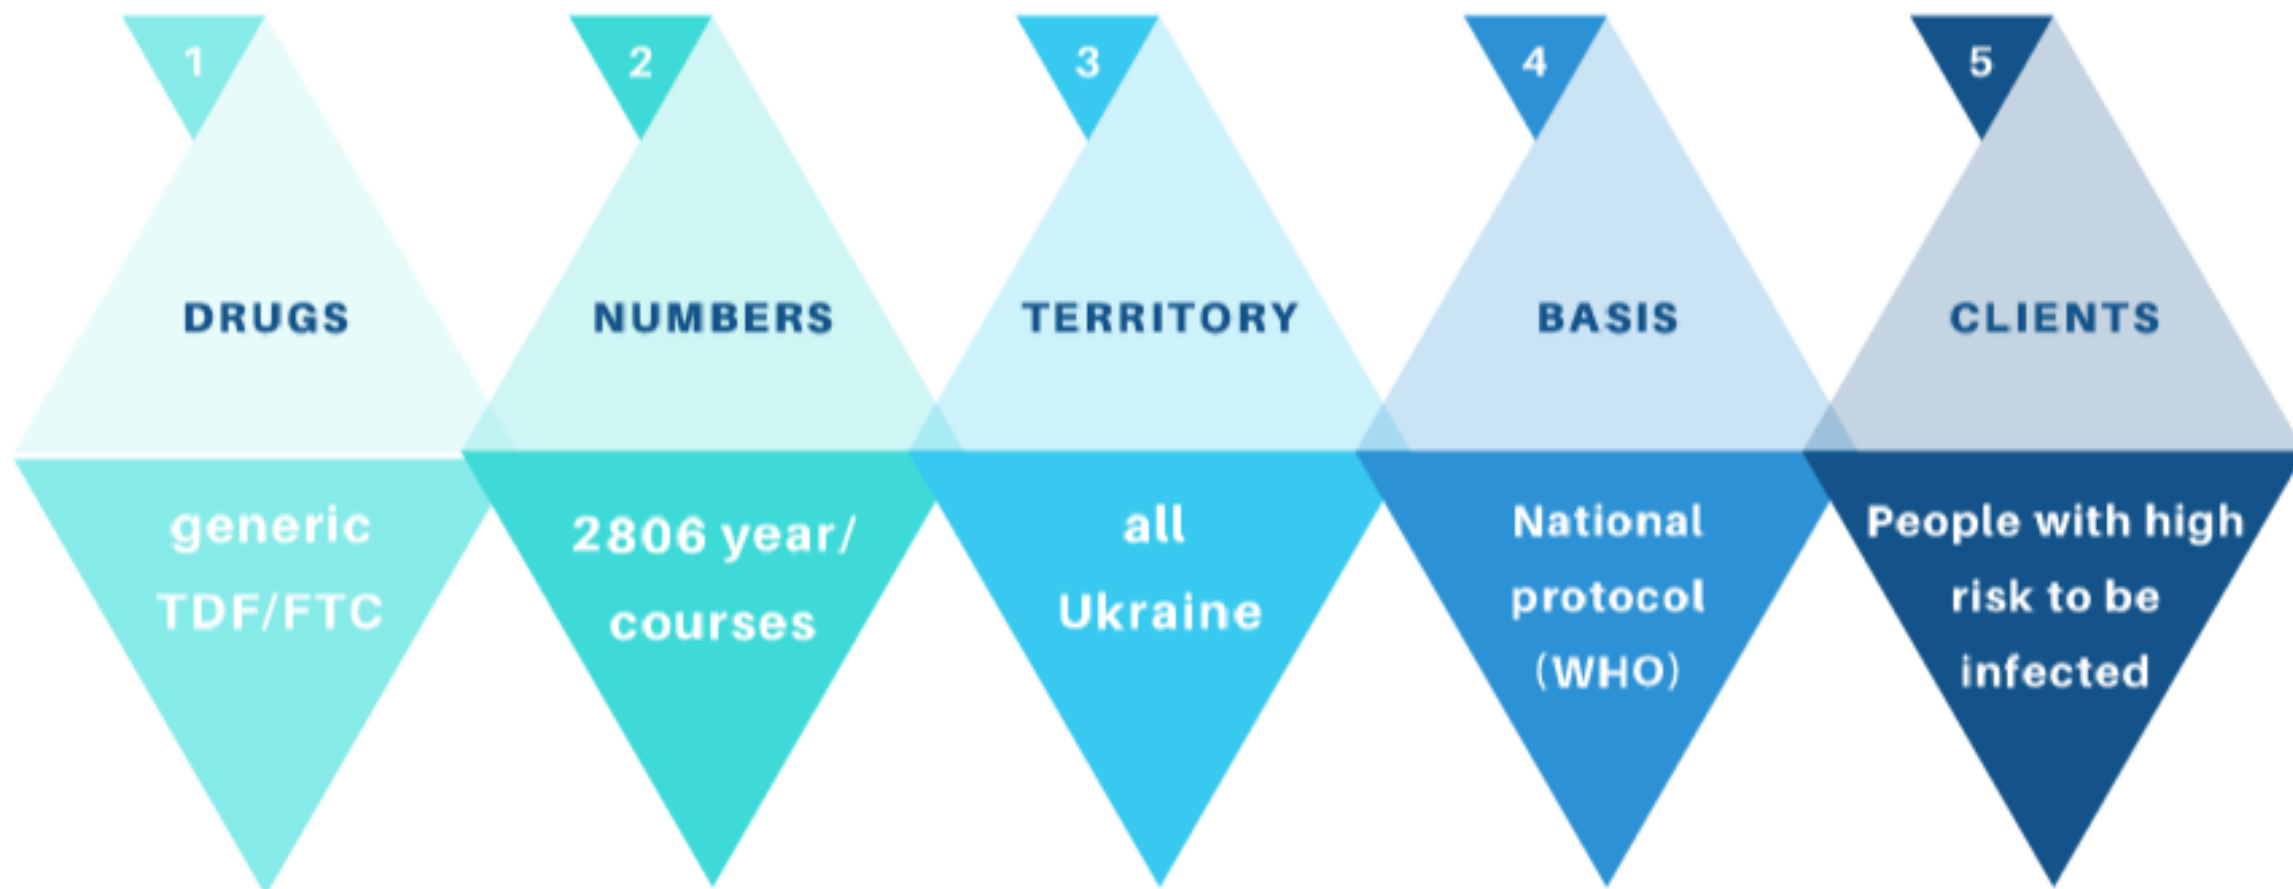 1
DRUGS
generic
TDF/FTC
2
NUMBERS
2806 year/
courses
3
TERRITORY
all
Ukraine
4
BASIS
National
protocol
(WHO)
5
CLIENTS
People with high
risk to be
infected